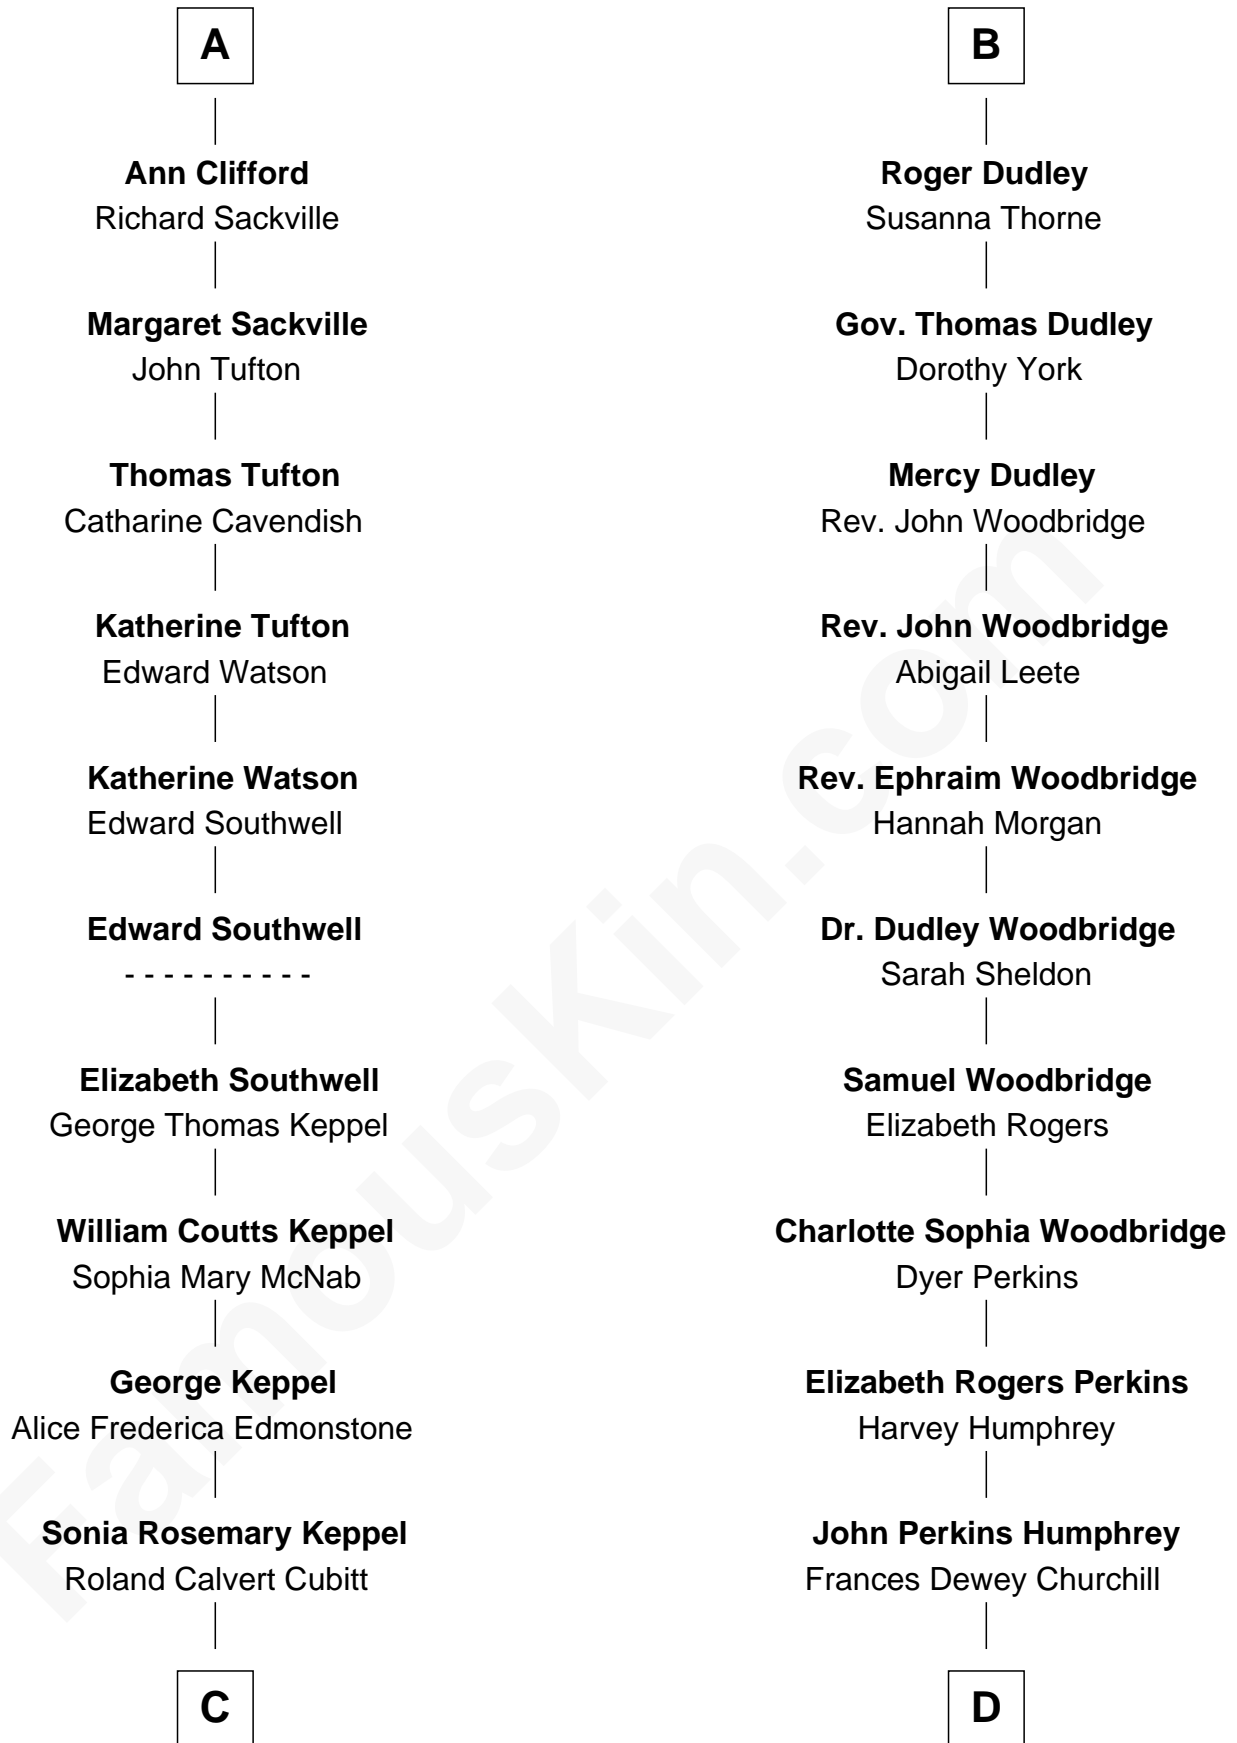 A
Ann Clifford
Richard Sackville
Margaret Sackville
John Tufton
Thomas Tufton
Catharine Cavendish
Katherine Tufton
Edward Watson
Katherine Watson
Edward Southwell
Edward Southwell
- - - - - - - - - -
Elizabeth Southwell
George Thomas Keppel
William Coutts Keppel
Sophia Mary McNab
George Keppel
Alice Frederica Edmonstone
Sonia Rosemary Keppel
Roland Calvert Cubitt
C
B
Roger Dudley
Susanna Thorne
Gov. Thomas Dudley
Dorothy York
Mercy Dudley
Rev. John Woodbridge
Rev. John Woodbridge
Abigail Leete
Rev. Ephraim Woodbridge
Hannah Morgan
Dr. Dudley Woodbridge
Sarah Sheldon
Samuel Woodbridge
Elizabeth Rogers
Charlotte Sophia Woodbridge
Dyer Perkins
Elizabeth Rogers Perkins
Harvey Humphrey
John Perkins Humphrey
Frances Dewey Churchill
D
FamousKin.com